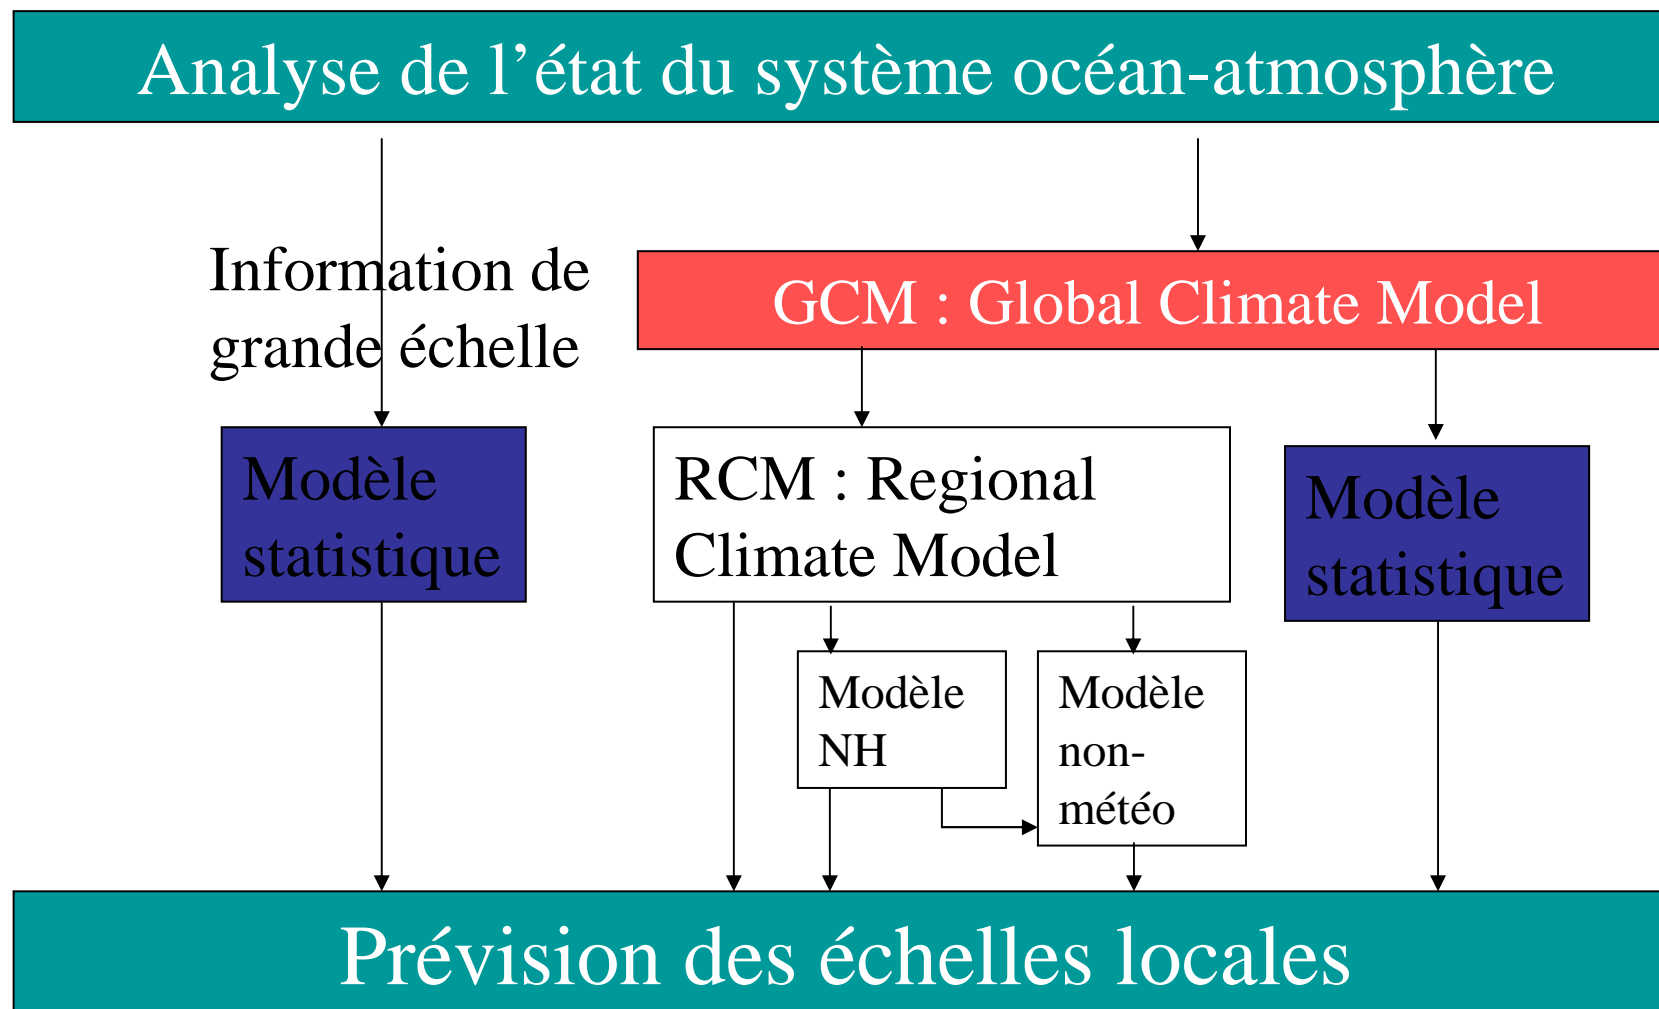 Analyse de l’état du système océan-atmosphère
Information de
grande échelle
GCM : Global Climate Model
Modèle
statistique
RCM : Regional
Climate Model
Modèle
statistique
Modèle
NH
Modèle
non-
météo
Prévision des échelles locales